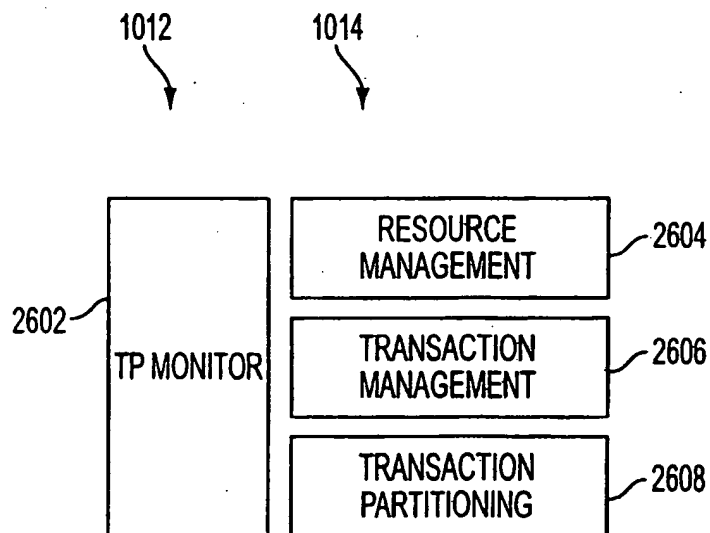 1012
1014
RESOURCE
MANAGEMENT
2604
2602
TP MONITOR
TRANSACTION
MANAGEMENT
2606
TRANSACTION
PARTITIONING
2608